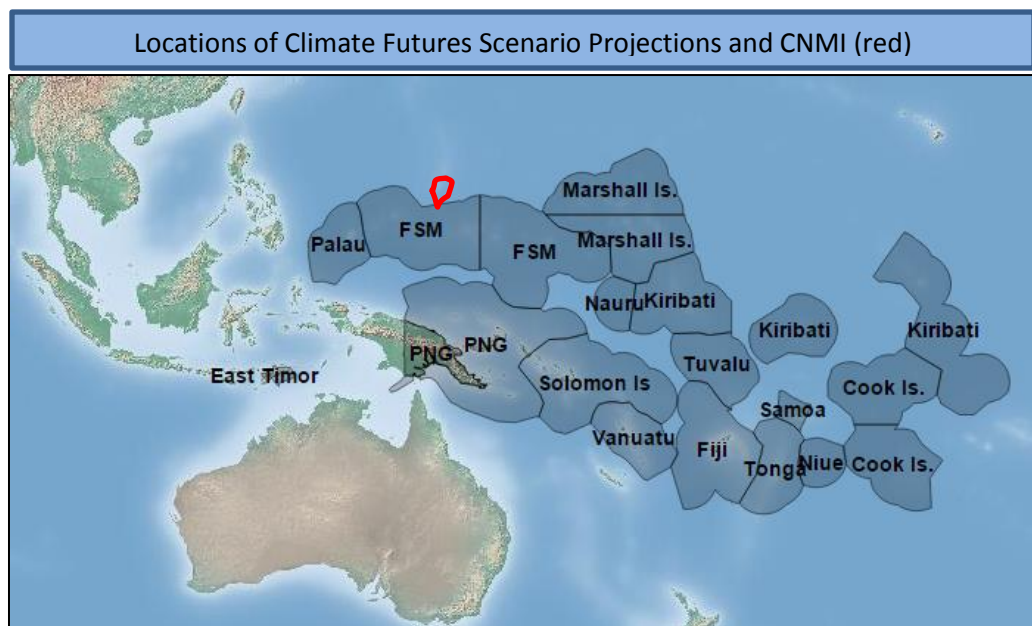 Locations of Climate Futures Scenario Projections and CNMI (red)
Marshall Is.
Palau
FSM
FSM
Marshall Is.
Nauru
Kiribati
Kiribati
Kiribati
PNG
PNG
East Timor
Solomon Is
Tuvalu
Cook Is.
Samoa
Vanuatu
Fiji
Tonga
Niue
Cook Is.